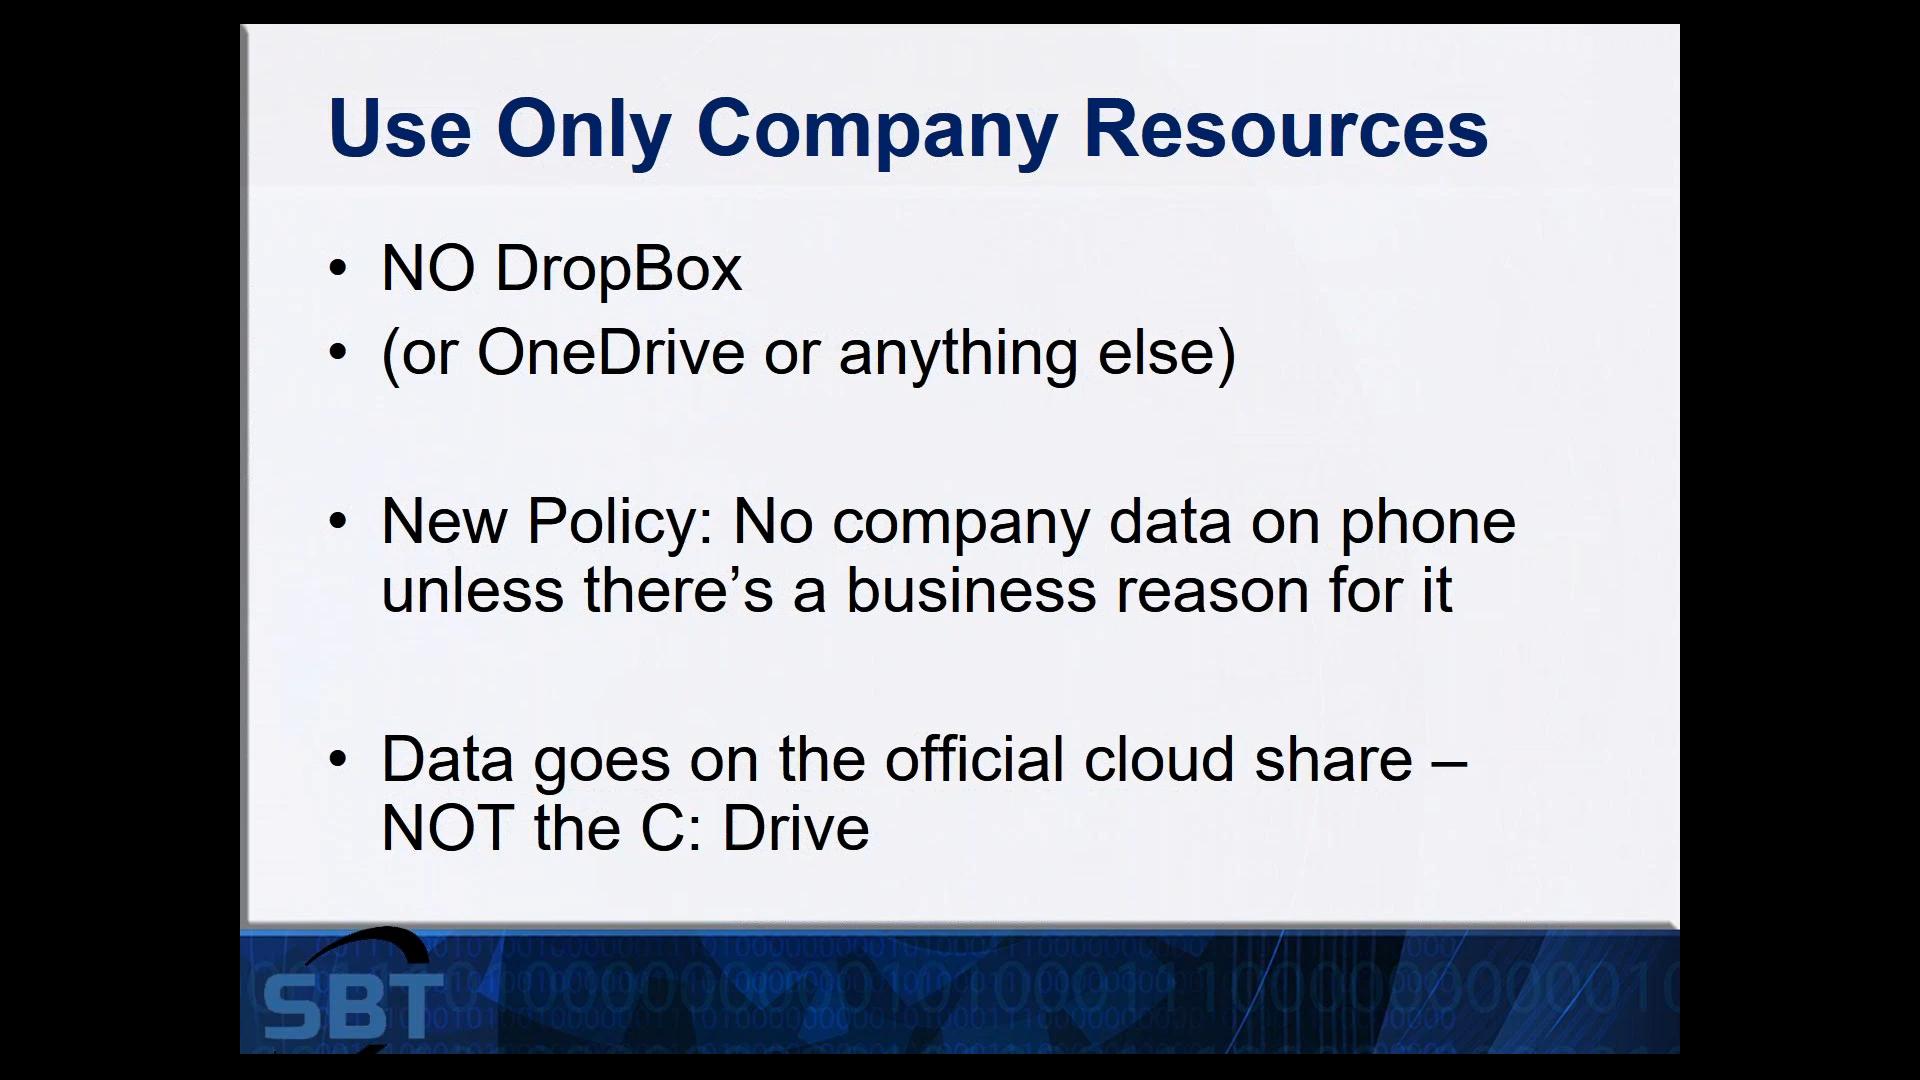 Use Only Company Resources
• NO DropBox
• (or OneDrive or anything else)
• New Policy: No company data on phone
unless there’s a business reason for it
• Data goes on the official cloud share –
NOT the C: Drive
SBT